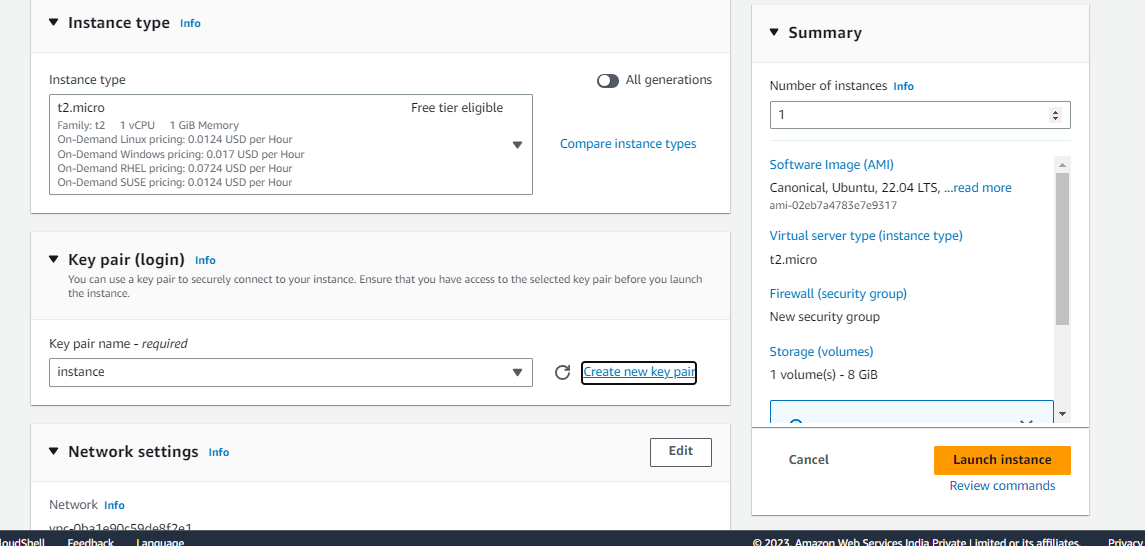 Instance type Info
Instance type
All generations
t2.micro Free tier eligible
Family: t2 1 vCPU 1 GiB Memory
On-Demand Linux pricing: 0.0124 USD per Hour
On-Demand Windows pricing: 0.017 USD per Hour
On-Demand RHEL pricing: 0.0724 USD per Hour
On-Demand SUSE pricing: 0.0124 USD per Hour
Compare instance types
Key pair (login) Info
You can use a key pair to securely connect to your instance. Ensure that you have access to the selected key pair before you launch
the instance.
Key pair name - required
instance
Create new key pair
Network settings Info
Edit
Network Info
vpc-0ba1e90c59de8f2e1
Summary
Number of instances Info
1
Software Image (AMI)
Canonical, Ubuntu, 22.04 LTS, ...read more
ami-02eb7a4783e7e9317
Virtual server type (instance type)
t2.micro
Firewall (security group)
New security group
Storage (volumes)
1 volume(s) - 8 GiB
Cancel
Launch instance
Review commands
loudShell Feedback Language
© 2023, Amazon Web Services India Private Limited or its affiliates. Privacy